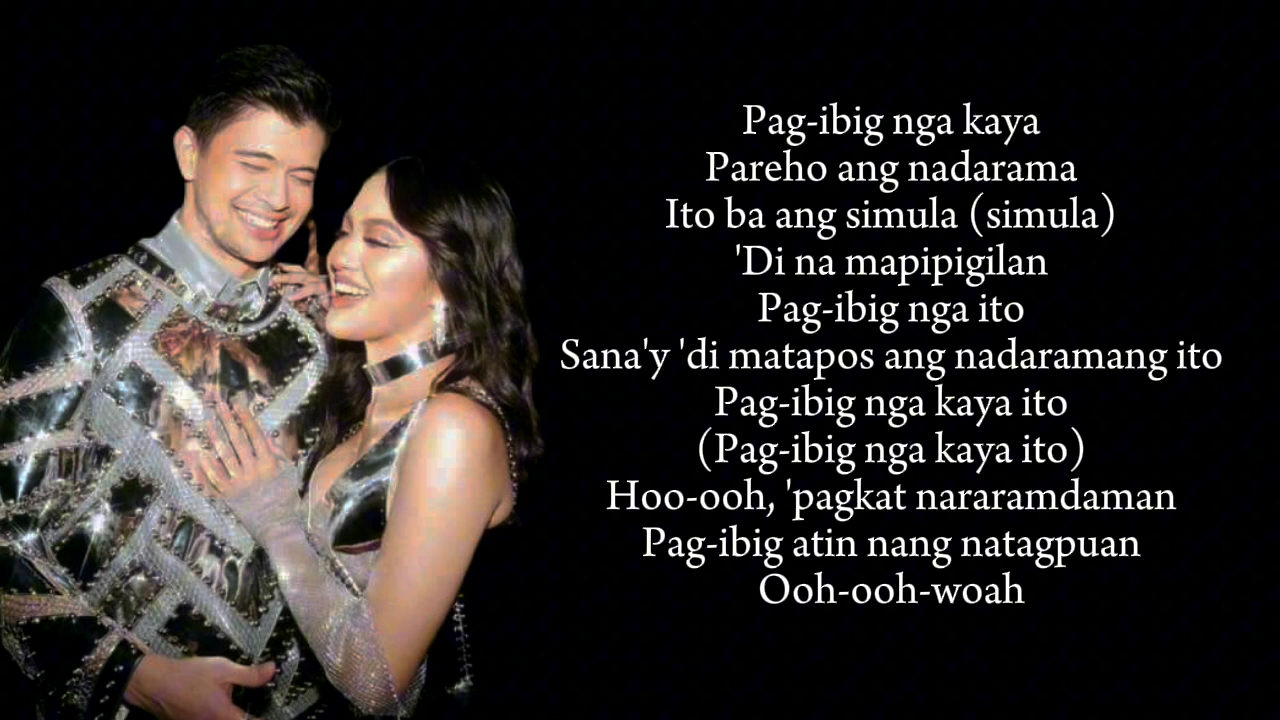 Pag-ibig nga kaya
Pareho ang nadarama
Ito ba ang simula (simula)
'Di na mapipigilan
Pag-ibig nga ito
Sana'y 'di matapos ang nadaramang ito
Pag-ibig nga kaya ito
(Pag-ibig nga kaya ito)
Hoo-ooh, 'pagkat nararamdaman
Pag-ibig atin nang natagpuan
Ooh-ooh-woah